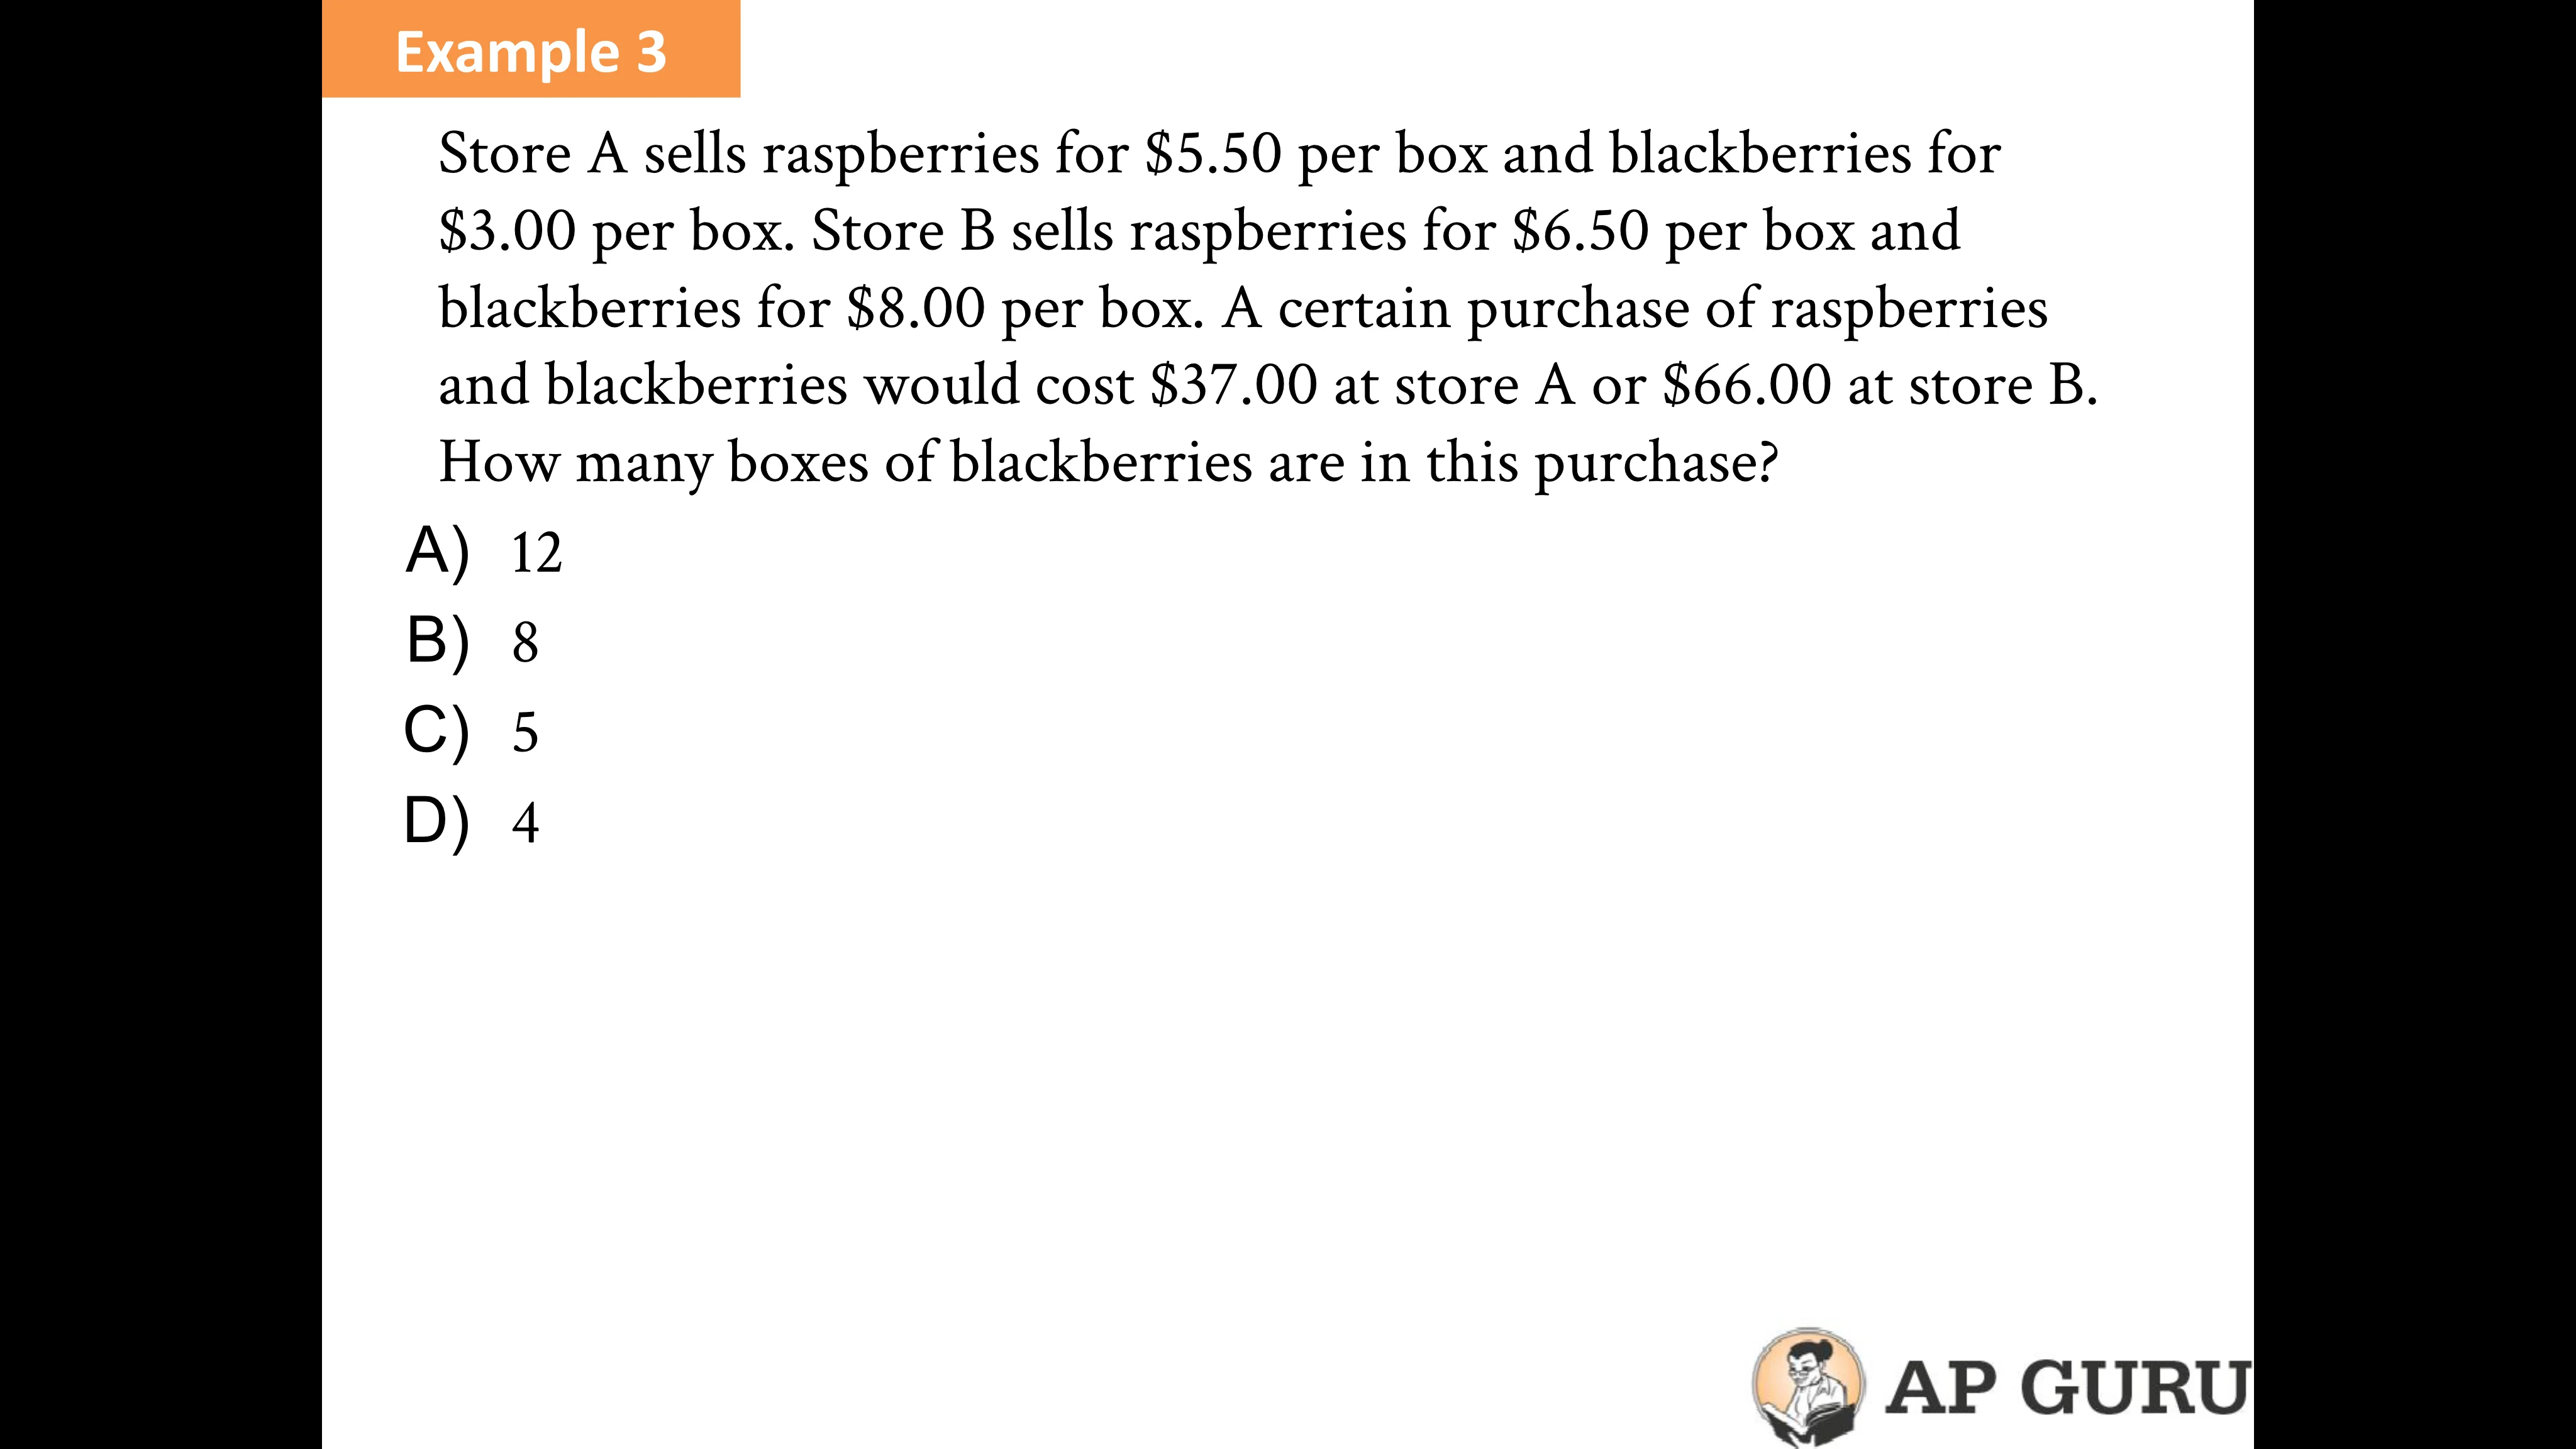 Example 3
Store A sells raspberries for $5.50 per box and blackberries for
$3.00 per box. Store B sells raspberries for $6.50 per box and
blackberries for $8.00 per box. A certain purchase of raspberries
and blackberries would cost $37.00 at store A or $66.00 at store B.
How many boxes of blackberries are in this purchase?
A) 12
B) 8
C) 5
D) 4
AP GURU